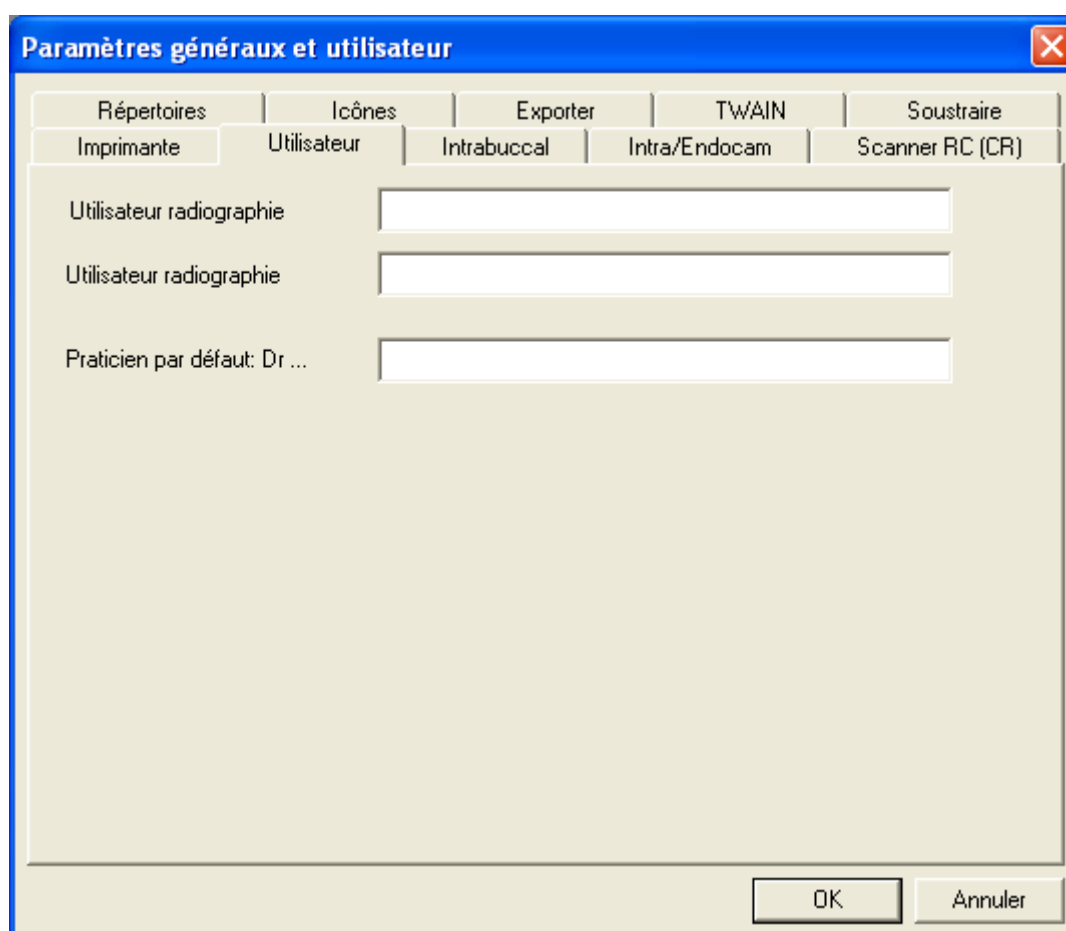 Paramètres généraux et utilisateur
Répertoires Icônes Exporter TWAIN Soustraire
Imprimante Utilisateur Intrabuccal Intra/Endocam Scanner RC (CR)
Utilisateur radiographie
Utilisateur radiographie
Praticien par défaut: Dr ...
OK Annuler